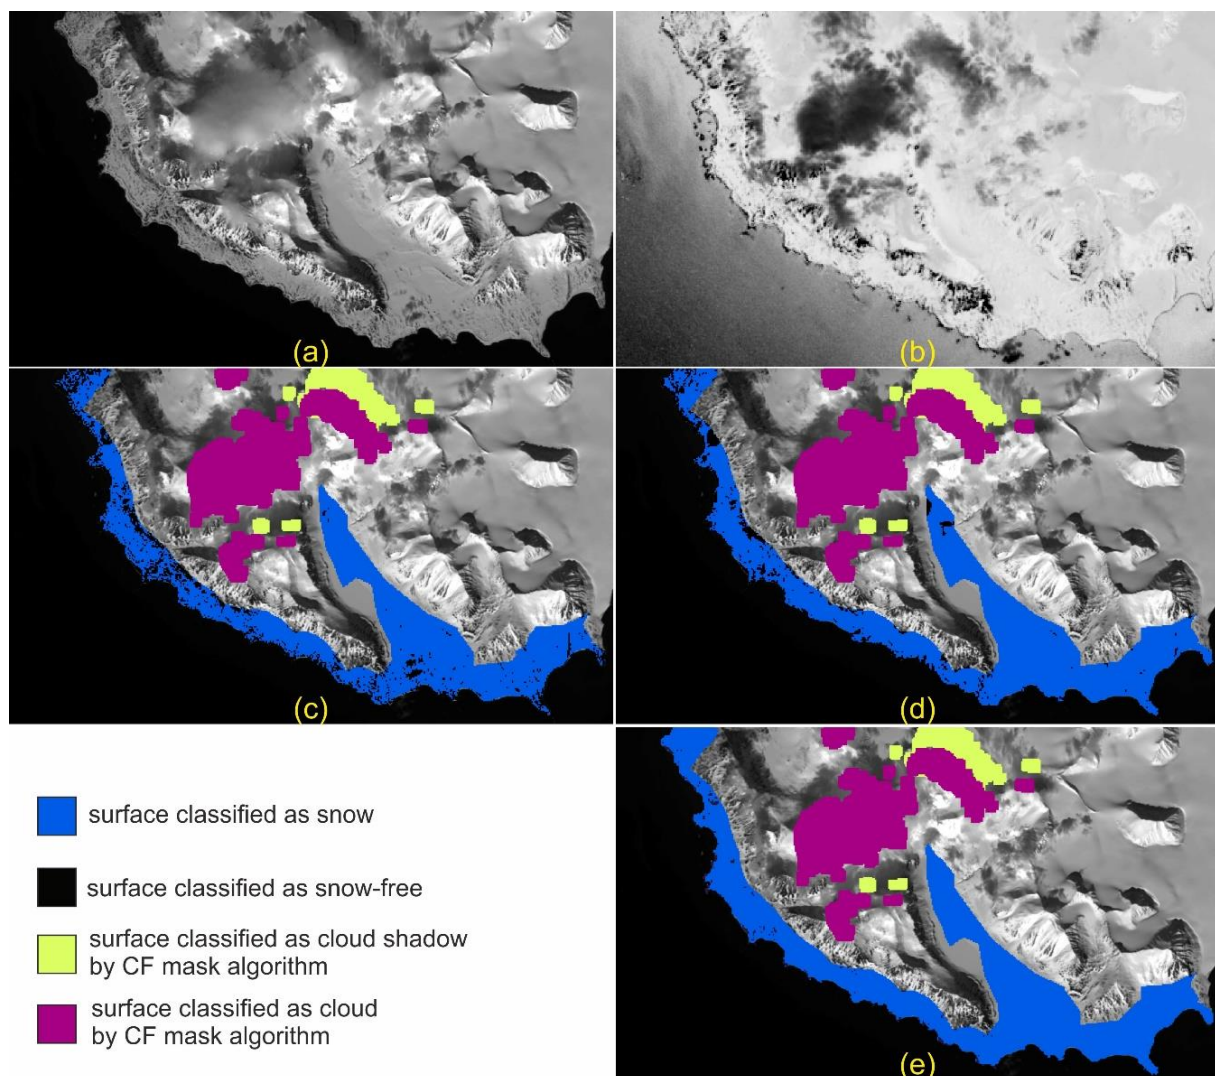 (a)
(b)
(c)
(d)
surface classified as snow
surface classified as snow-free
surface classified as cloud shadow
by CF mask algorithm
surface classified as cloud
by CF mask algorithm
(e)